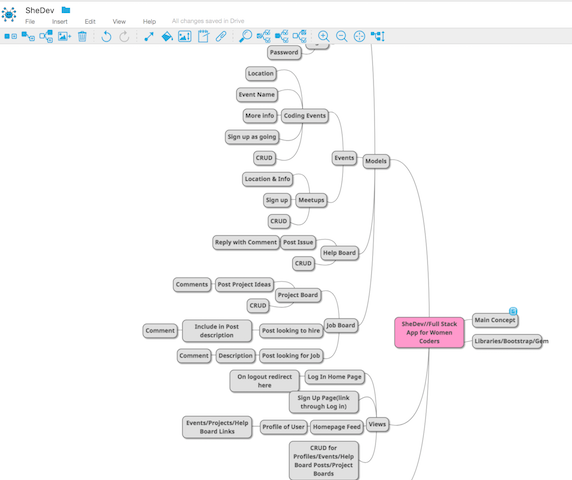 SheDev
File Insert Edit View Help All changes saved in Drive
Password
Location
Event Name
More info
Coding Events
Sign up as going
CRUD
Events
Models
Location & Info
Sign up
Meetups
CRUD
Reply with Comment
Post Issue
Help Board
CRUD
Comments
Post Project Ideas
Project Board
CRUD
Job Board
Comment
Include in Post
description
Post looking to hire
Comment
Description
Post looking for Job
SheDev//Full Stack
App for Women
Coders
Main Concept
Libraries/Bootstrap/Gem
On logout redirect
here
Log In Home Page
Sign Up Page(link
through Log in)
Events/Projects/Help
Board Links
Profile of User
Homepage Feed
Views
CRUD for
Profiles/Events/Help
Board Posts/Project
Boards